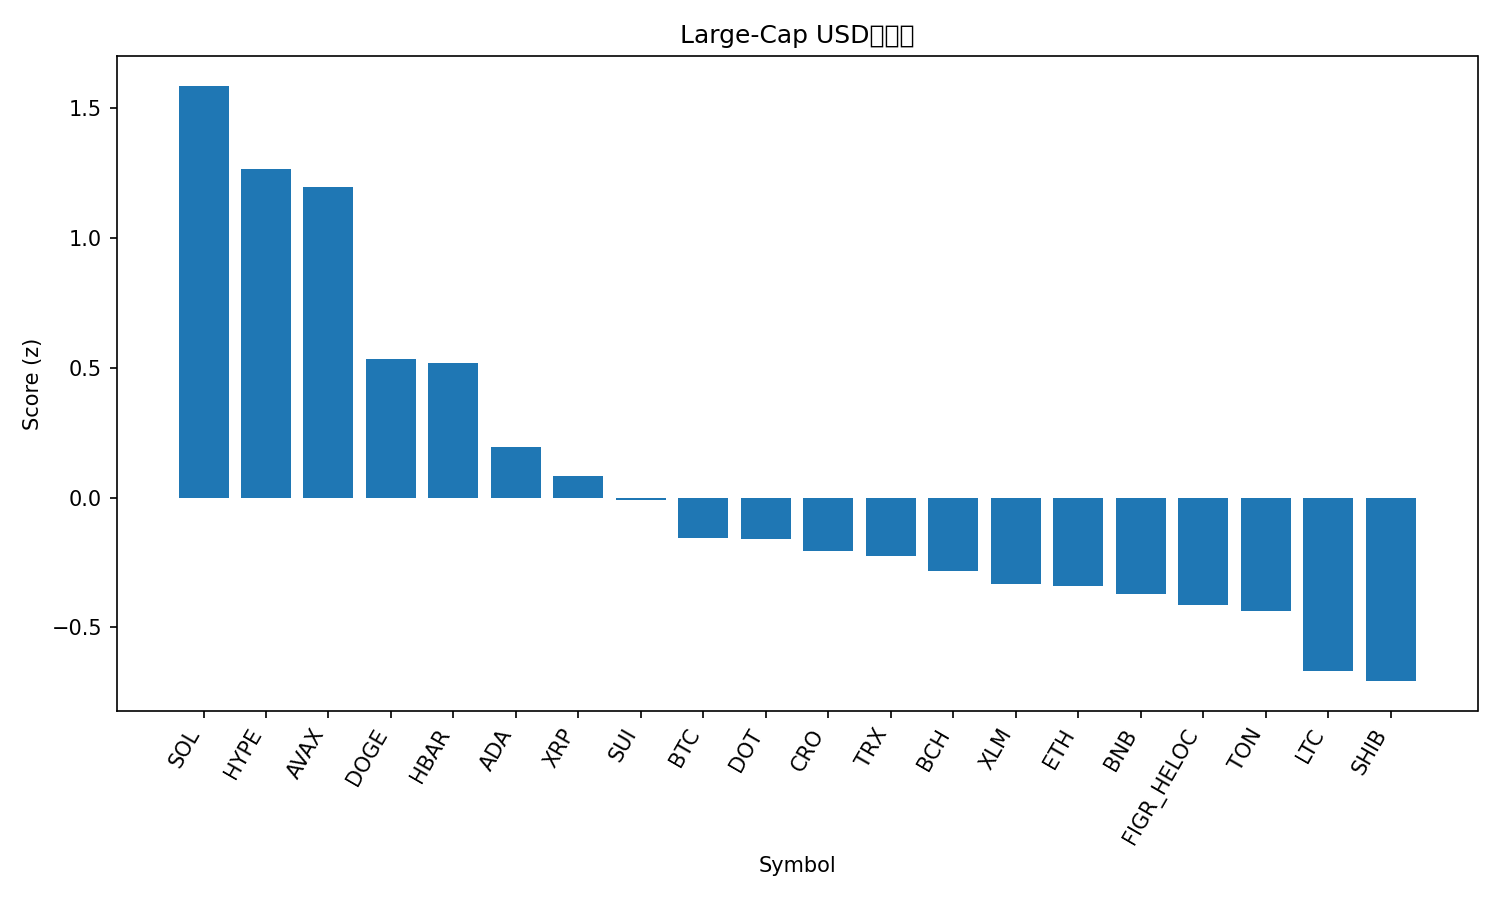 Large-Cap USD
Score (z)
1.5
1.0
0.5
0.0
−0.5
SOL
HYPE
AVAX
DOGE
HBAR
ADA
XRP
SUI
BTC
DOT
CRO
TRX
BCH
XLM
ETH
BNB
FIGR_HELOC
TON
LTC
SHIB
Symbol